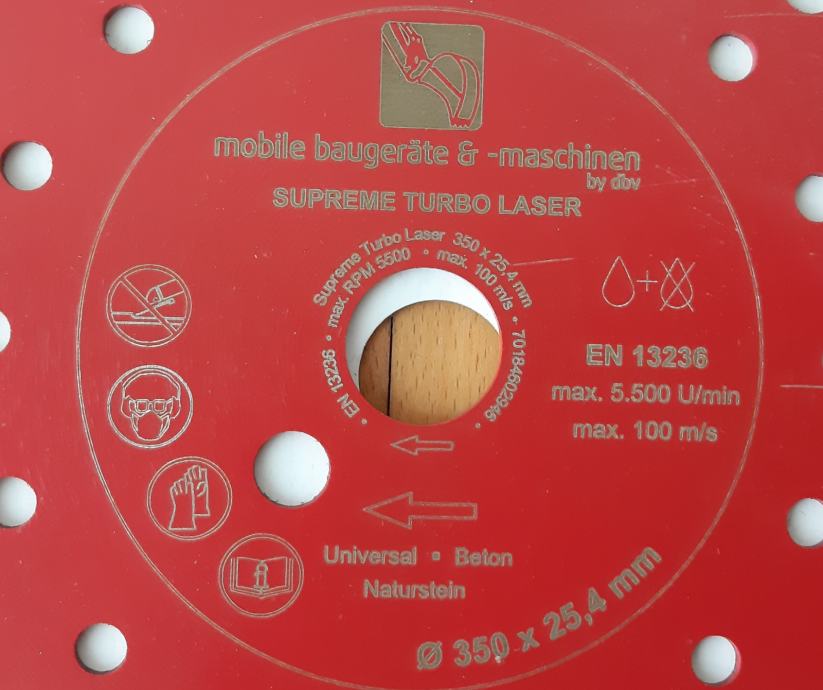 mobile baugeräte & -maschinen
by dbv
SUPREME TURBO LASER
Supreme Turbo Laser 350 x 25,4 mm
• EN 13236 • max. RPM 5500 • max. 100 m/s • 70184602946 •
EN 13236
max. 5.500 U/min
max. 100 m/s
Universal ▪ Beton
Naturstein
Ø 350 x 25,4 mm